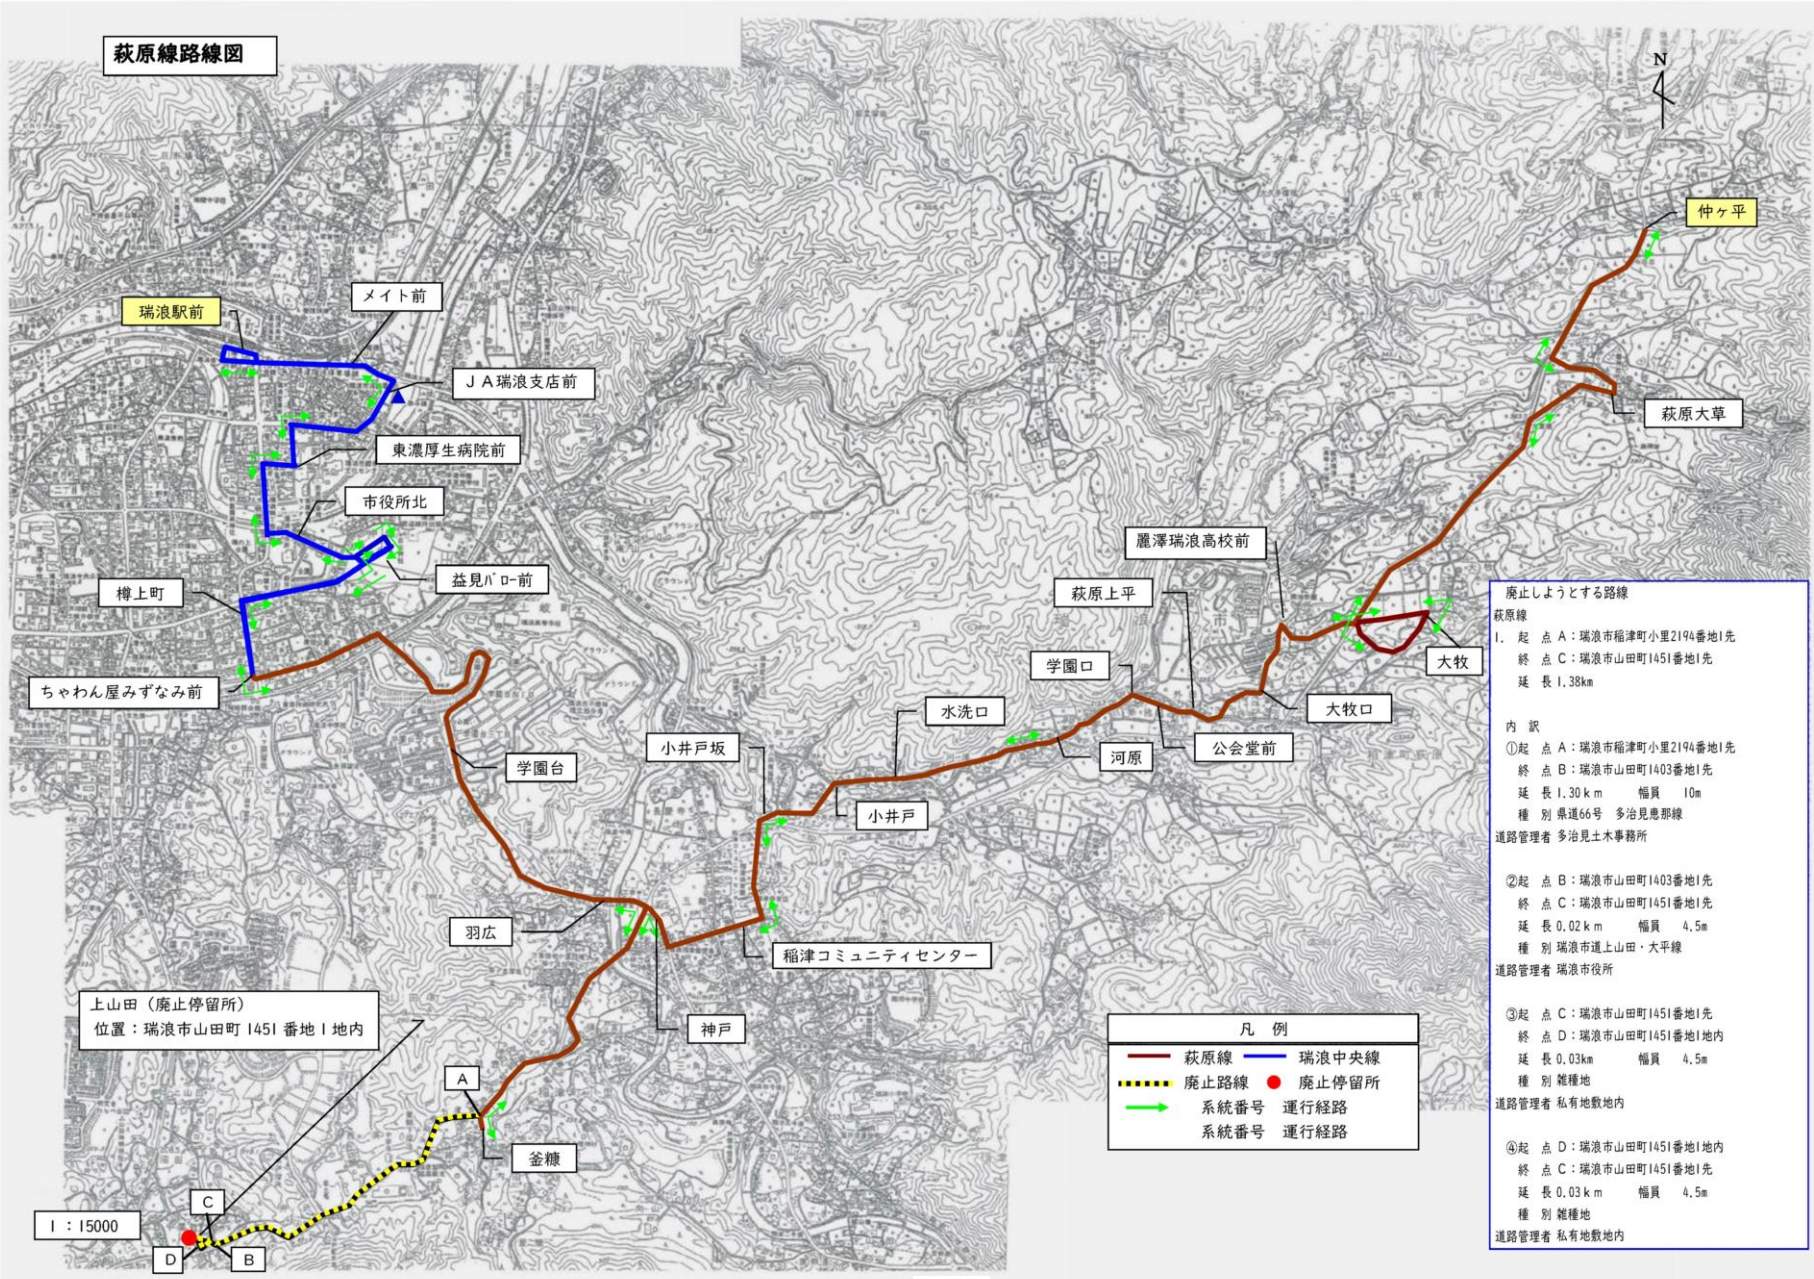 萩原線路線図
N
仲ヶ平
瑞浪駅前
メイト前
ＪＡ瑞浪支店前
萩原大草
東濃厚生病院前
市役所北
麗澤瑞浪高校前
益見バロー前
樽上町
萩原上平
大牧
学園口
ちゃわん屋みずなみ前
水洗口
大牧口
小井戸坂
公会堂前
河原
学園台
小井戸
羽広
稲津コミュニティセンター
神戸
上山田（廃止停留所）
位置：瑞浪市山田町1451番地1地内
A
釜糠
C
1：15000
D
B
凡 例
萩原線 瑞浪中央線
廃止路線 廃止停留所
系統番号 運行経路
系統番号 運行経路
廃止しようとする路線
萩原線
1. 起 点 A：瑞浪市稲津町小里2194番地1先
終 点 C：瑞浪市山田町1451番地1先
延 長 1.38km
内 訳
①起 点 A：瑞浪市稲津町小里2194番地1先
終 点 B：瑞浪市山田町1403番地1先
延 長 1.30ｋｍ 幅員 10m
種 別 県道66号 多治見恵那線
道路管理者 多治見土木事務所
②起 点 B：瑞浪市山田町1403番地1先
終 点 C：瑞浪市山田町1451番地1先
延 長 0.02ｋｍ 幅員 4.5m
種 別 瑞浪市道上山田・大平線
道路管理者 瑞浪市役所
③起 点 C：瑞浪市山田町1451番地1先
終 点 D：瑞浪市山田町1451番地1地内
延 長 0.03km 幅員 4.5m
種 別 雑種地
道路管理者 私有地敷地内
④起 点 D：瑞浪市山田町1451番地1地内
終 点 C：瑞浪市山田町1451番地1先
延 長 0.03ｋｍ 幅員 4.5m
種 別 雑種地
道路管理者 私有地敷地内